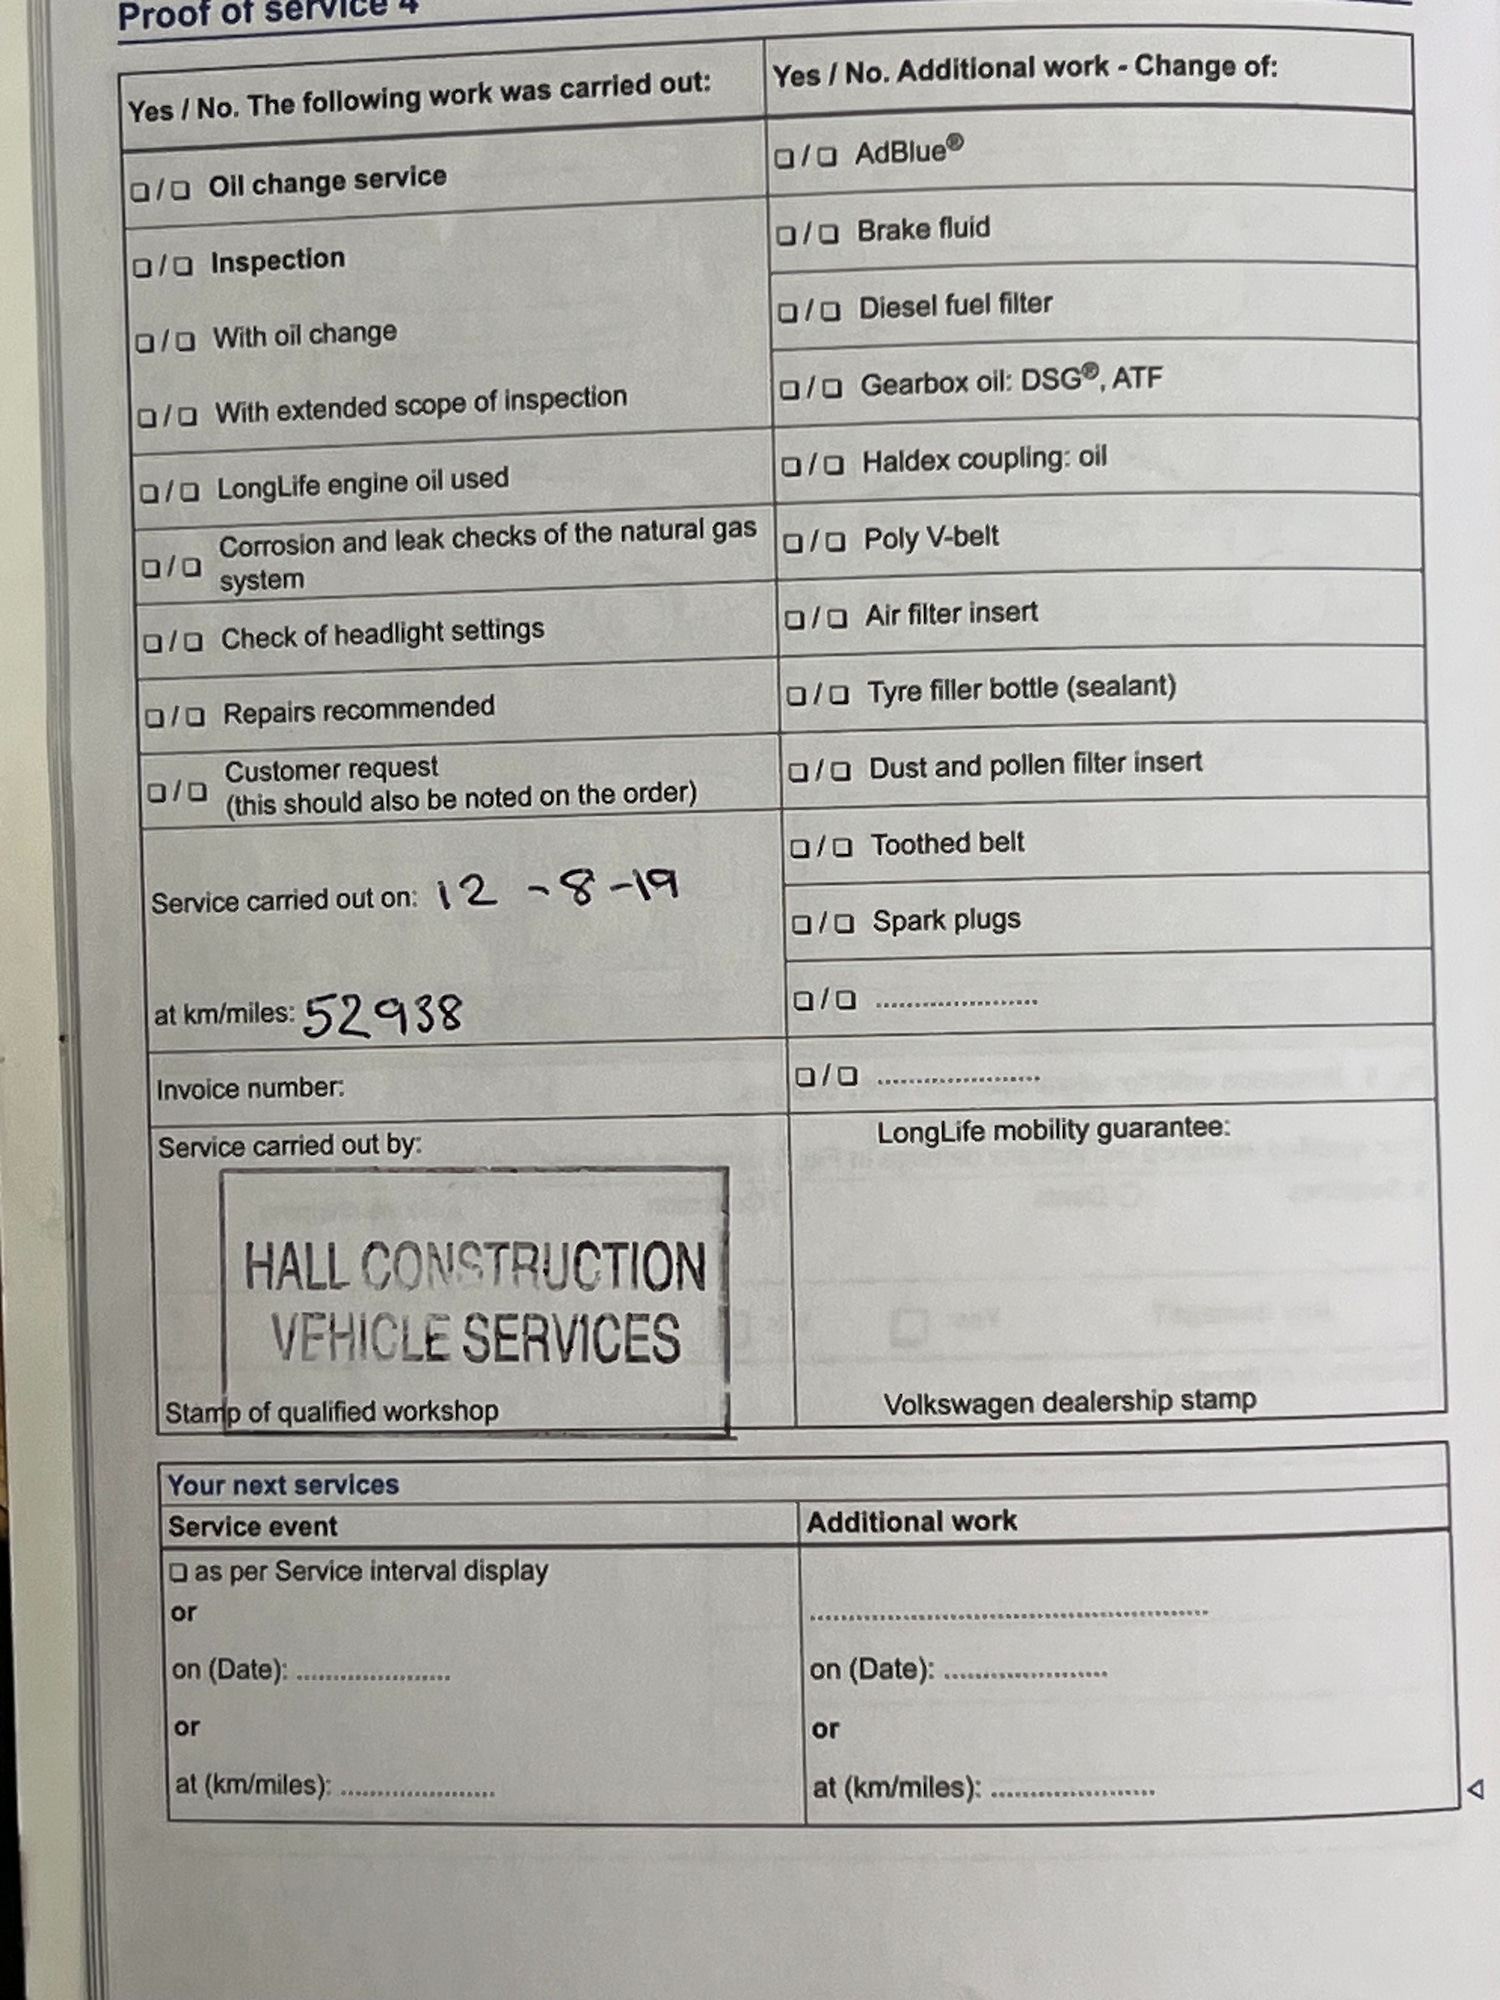 Proof of service 4
Yes / No. The following work was carried out:
❏ / ❏ Oil change service
❏ / ❏ Inspection
❏ / ❏ With oil change
❏ / ❏ With extended scope of inspection
❏ / ❏ LongLife engine oil used
❏ / ❏ Corrosion and leak checks of the natural gas
system
❏ / ❏ Check of headlight settings
❏ / ❏ Repairs recommended
❏ / ❏ Customer request
(this should also be noted on the order)
Service carried out on: 12 -8-19
at km/miles: 52938
Invoice number:
Service carried out by:
HALL CONSTRUCTION
VEHICLE SERVICES
Stamp of qualified workshop
Yes / No. Additional work - Change of:
❏ / ❏ AdBlue®
❏ / ❏ Brake fluid
❏ / ❏ Diesel fuel filter
❏ / ❏ Gearbox oil: DSG®, ATF
❏ / ❏ Haldex coupling: oil
❏ / ❏ Poly V-belt
❏ / ❏ Air filter insert
❏ / ❏ Tyre filler bottle (sealant)
❏ / ❏ Dust and pollen filter insert
❏ / ❏ Toothed belt
❏ / ❏ Spark plugs
❏ / ❏ ........................
❏ / ❏ ........................
LongLife mobility guarantee:
Volkswagen dealership stamp
Your next services
Service event
❏ as per Service interval display
or
on (Date): ........................
or
at (km/miles): ........................
Additional work
............................................................
on (Date): ........................
or
at (km/miles): ........................